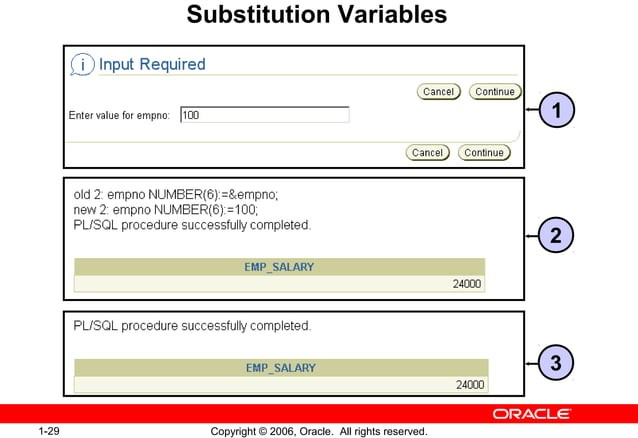 Substitution Variables
i Input Required
Cancel Continue
Enter value for empno: 100
1
Cancel Continue
old 2: empno NUMBER(6):=&empno;
new 2: empno NUMBER(6):=100;
PL/SQL procedure successfully completed.
2
EMP_SALARY
24000
PL/SQL procedure successfully completed.
3
EMP_SALARY
24000
ORACLE
1-29 Copyright © 2006, Oracle. All rights reserved.